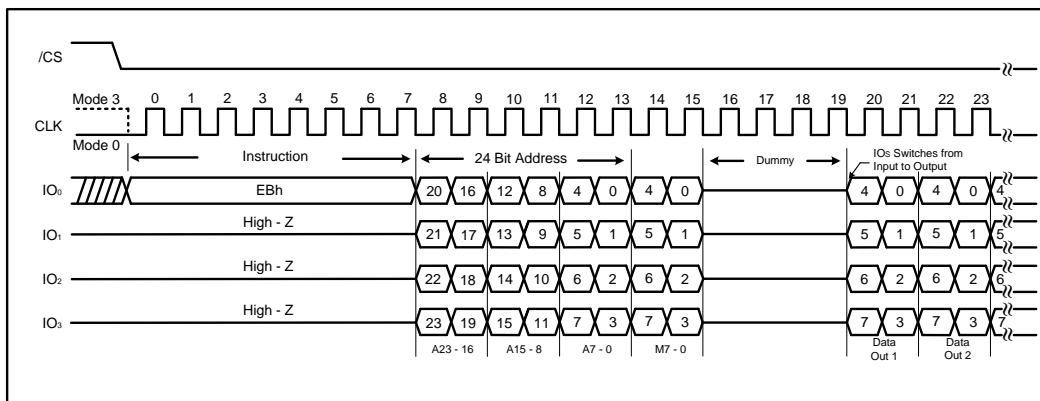 /CS
Mode 3 0 1 2 3 4 5 6 7 8 9 10 11 12 13 14 15 16 17 18 19 20 21 22 23
CLK
Mode 0
Instruction 24 Bit Address Dummy IOs Switches from
Input to Output
IO₀ EBh 20 16 12 8 4 0 4 0 4 0 4 0 4
High - Z
IO₁ 21 17 13 9 5 1 5 1 5 1 5 1 5
High - Z
IO₂ 22 18 14 10 6 2 6 2 6 2 6 2 6
High - Z
IO₃ 23 19 15 11 7 3 7 3 7 3 7 3 7
A23 - 16 A15 - 8 A7 - 0 M7 - 0 Data Data
Out 1 Out 2